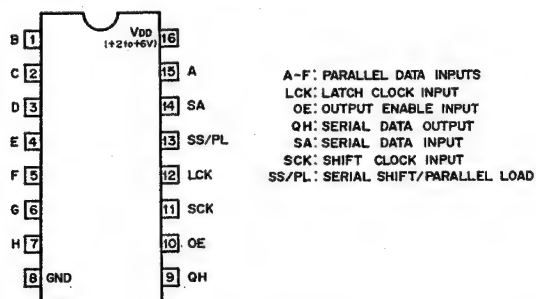 B 1 VDD (+2to+6V) 16
C 2 15 A
D 3 14 SA
E 4 13 SS/PL
F 5 12 LCK
G 6 11 SCK
H 7 10 OE
8 GND 9 QH
A-F: PARALLEL DATA INPUTS
LCK: LATCH CLOCK INPUT
OE: OUTPUT ENABLE INPUT
QH: SERIAL DATA OUTPUT
SA: SERIAL DATA INPUT
SCK: SHIFT CLOCK INPUT
SS/PL: SERIAL SHIFT/PARALLEL LOAD